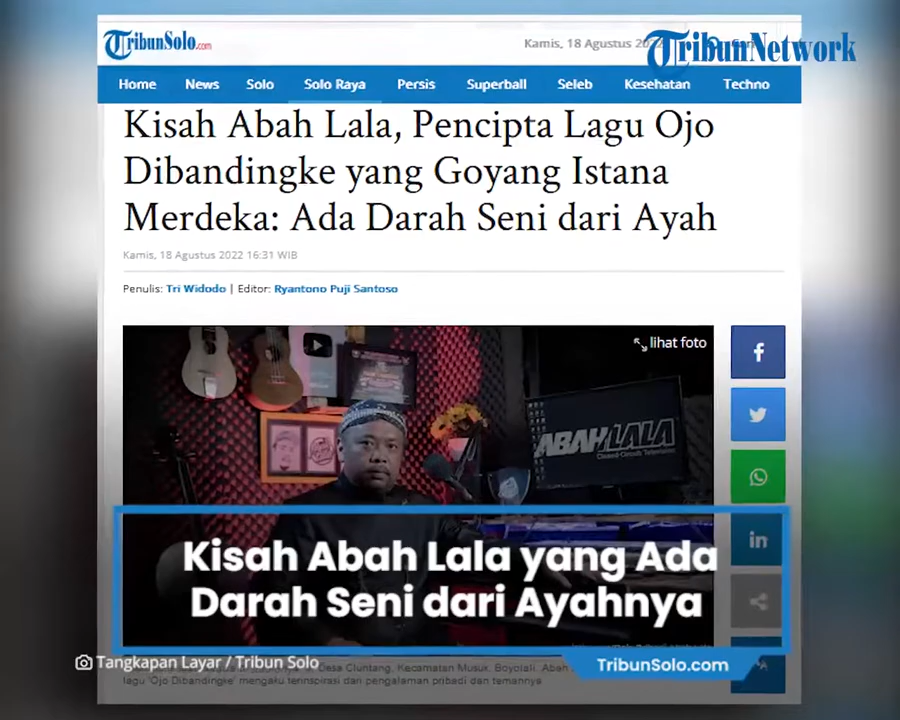 TribunSolo.com
Kamis, 18 Agustus 2022
TribunNetwork
Home News Solo Solo Raya Persis Superball Seleb Kesehatan Techno
Kisah Abah Lala, Pencipta Lagu Ojo
Dibandingke yang Goyang Istana
Merdeka: Ada Darah Seni dari Ayah
Kamis, 18 Agustus 2022 16:31 WIB
Penulis: Tri Widodo | Editor: Ryantono Puji Santoso
lihat foto
ABAH LALA
Closed-Circuit Television
Kisah Abah Lala yang Ada
Darah Seni dari Ayahnya
Tangkapan Layar / Tribun Solo
TribunSolo.com
Desa Cluntang, Kecamatan Musuk, Boyolali. Abah
lagu 'Ojo Dibandingke' mengaku terinspirasi dari pengalaman pribadi dan temannya